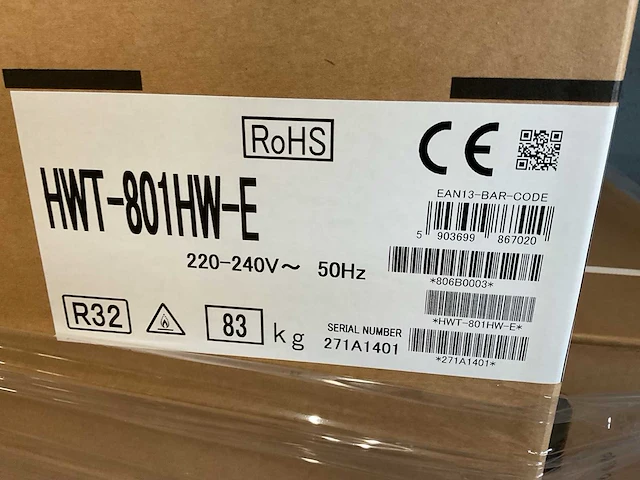 RoHS
CE
HWT-801HW-E
EAN13-BAR-CODE
5 903699 867020
220-240V~ 50Hz
*806B0003*
R32
83 kg
SERIAL NUMBER
271A1401
*HWT-801HW-E*
*271A1401*